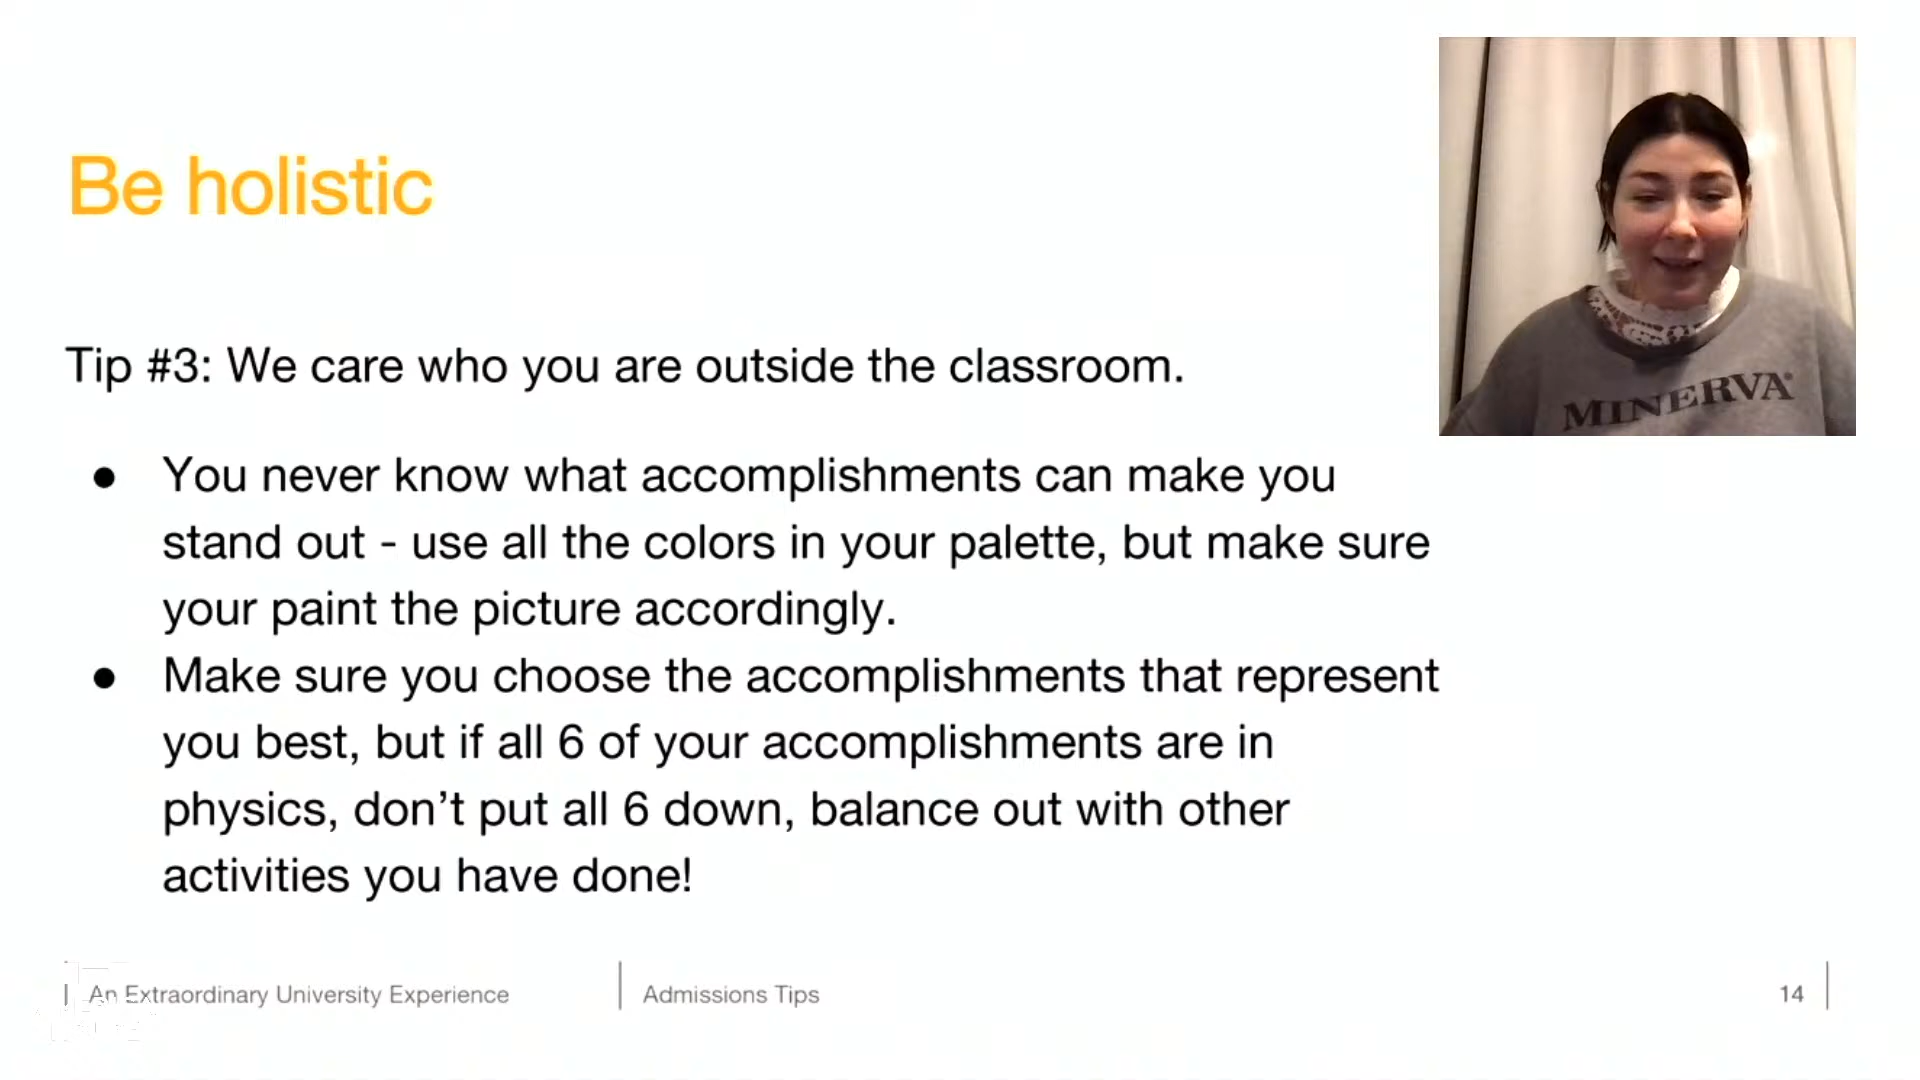 Be holistic
Tip #3: We care who you are outside the classroom.
● You never know what accomplishments can make you
stand out - use all the colors in your palette, but make sure
your paint the picture accordingly.
● Make sure you choose the accomplishments that represent
you best, but if all 6 of your accomplishments are in
physics, don’t put all 6 down, balance out with other
activities you have done!
MINERVA
An Extraordinary University Experience
Admissions Tips
14